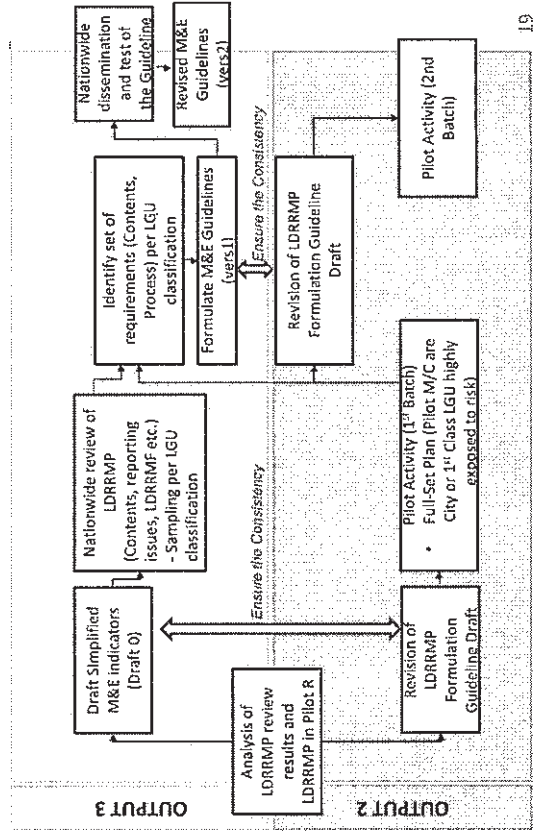 OUTPUT 3
OUTPUT 2
Analysis of
LDRRMP review
results and
LDRRMP in Pilot R
Draft SImplified
M&E indicators
(Draft 0)
Nationwide review of
LDRRMP
(Contents, reporting
issues, LDRRMF etc.)
- Sampling per LGU
classification
Identify set of
requirements (Contents,
Process) per LGU
classification
Formulate M&E Guidelines
(vers1)
Nationwide
dissemination
and test of
the Guideline
Revised M&E
Guidelines
(vers2)
Ensure the Consistency
Ensure the Consistency
Revision of
LDRRMP
Formulation
Guideling Draft
Pilot Activity (1st Batch)
• Full-Set Plan (Pilot M/C are
City or 1st Class LGU highly
exposed to risk)
Revision of LDRRMP
Formulation Guideline
Draft
Pilot Activity (2nd
Batch)
19